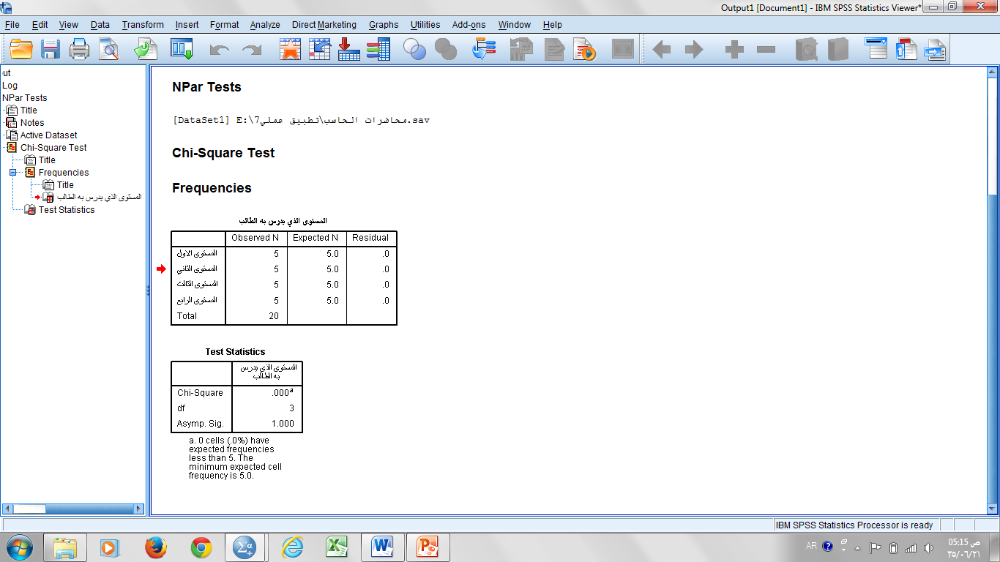 Output1 [Document1] - IBM SPSS Statistics Viewer*
File Edit View Data Transform Insert Format Analyze Direct Marketing Graphs Utilities Add-ons Window Help
ut
Log
NPar Tests
Title
Notes
Active Dataset
Chi-Square Test
Title
Frequencies
Title
المستوى الذي يدرس به الطالب
Test Statistics
NPar Tests
[DataSet1] E:\محاضرات الحاسب\تطبيق عملي7.sav
Chi-Square Test
Frequencies
المستوى الذي يدرس به الطالب
Observed N Expected N Residual
المستوى الاول 5 5.0 .0
المستوى الثاني 5 5.0 .0
المستوى الثالث 5 5.0 .0
المستوى الرابع 5 5.0 .0
Total 20
Test Statistics
المستوى الذي يدرس
به الطالب
Chi-Square .000a
df 3
Asymp. Sig. 1.000
a. 0 cells (.0%) have
expected frequencies
less than 5. The
minimum expected cell
frequency is 5.0.
IBM SPSS Statistics Processor is ready
AR
05:15 ص
٣٥/٠٦/٢١